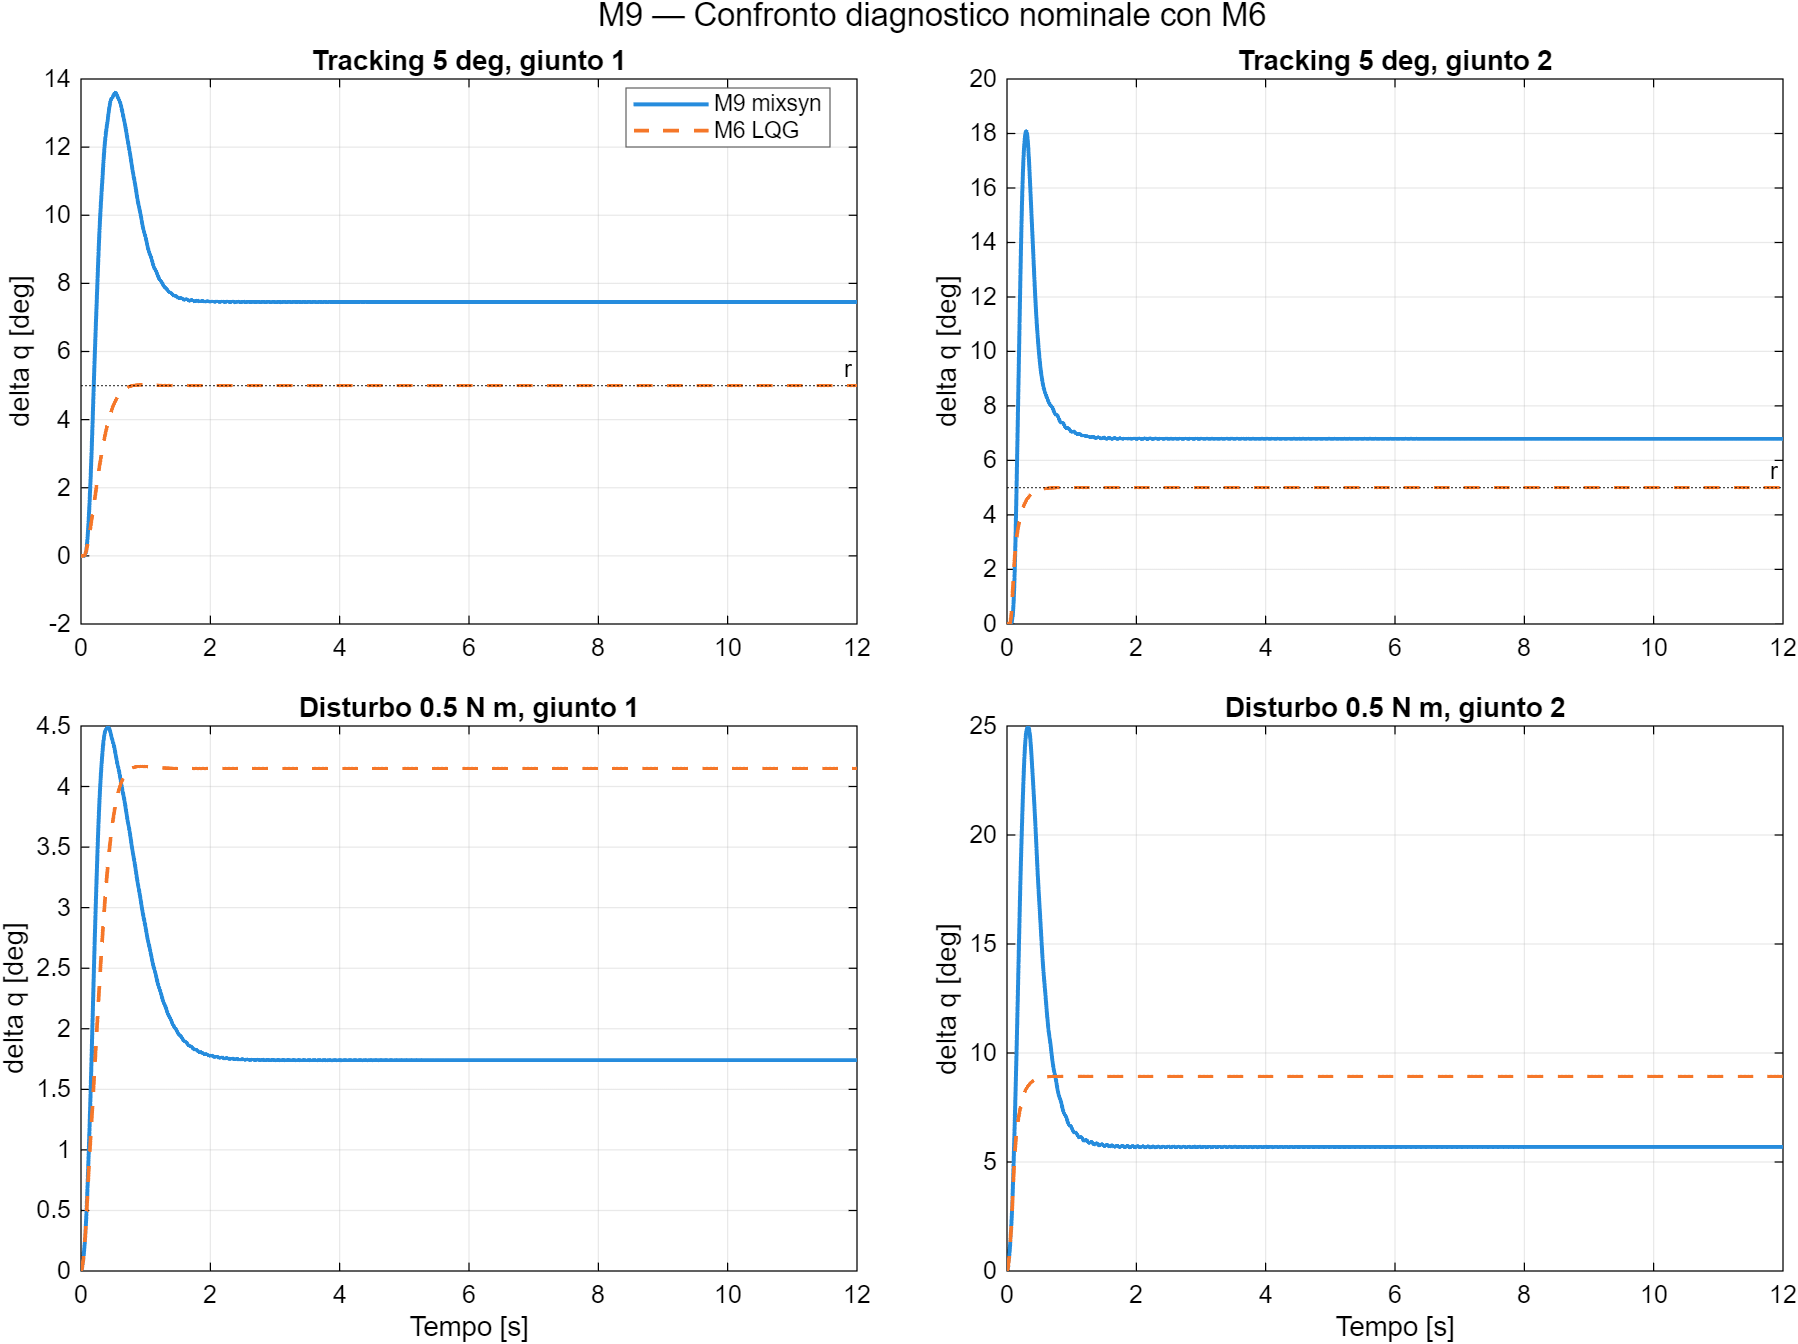 M9 — Confronto diagnostico nominale con M6
Tracking 5 deg, giunto 1
14
12
10
8
6
4
2
0
-2
delta q [deg]
M9 mixsyn
M6 LQG
r
0 2 4 6 8 10 12
Tracking 5 deg, giunto 2
20
18
16
14
12
10
8
6
4
2
0
delta q [deg]
r
0 2 4 6 8 10 12
Disturbo 0.5 N m, giunto 1
4.5
4
3.5
3
2.5
2
1.5
1
0.5
0
delta q [deg]
0 2 4 6 8 10 12
Tempo [s]
Disturbo 0.5 N m, giunto 2
25
20
15
10
5
0
delta q [deg]
0 2 4 6 8 10 12
Tempo [s]